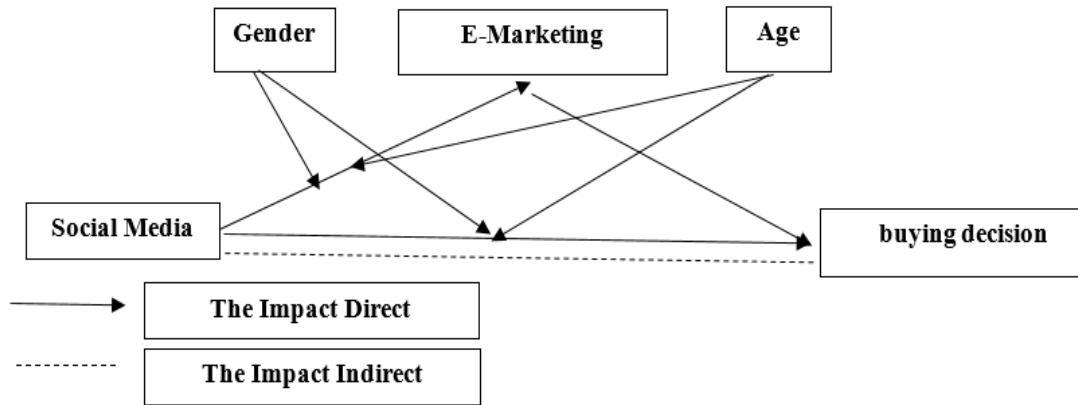 Gender
E-Marketing
Age
Social Media
buying decision
The Impact Direct
The Impact Indirect